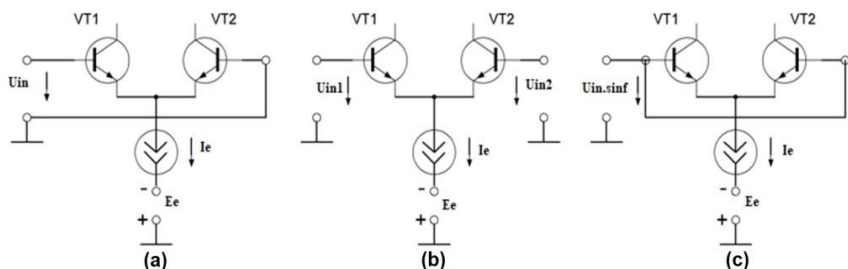 VT1 VT2 VT1 VT2 VT1 VT2
Uin Uin1 Uin2 Uin.sinf
Ie Ie Ie
- - -
Ee Ee Ee
+ + +
(a) (b) (c)